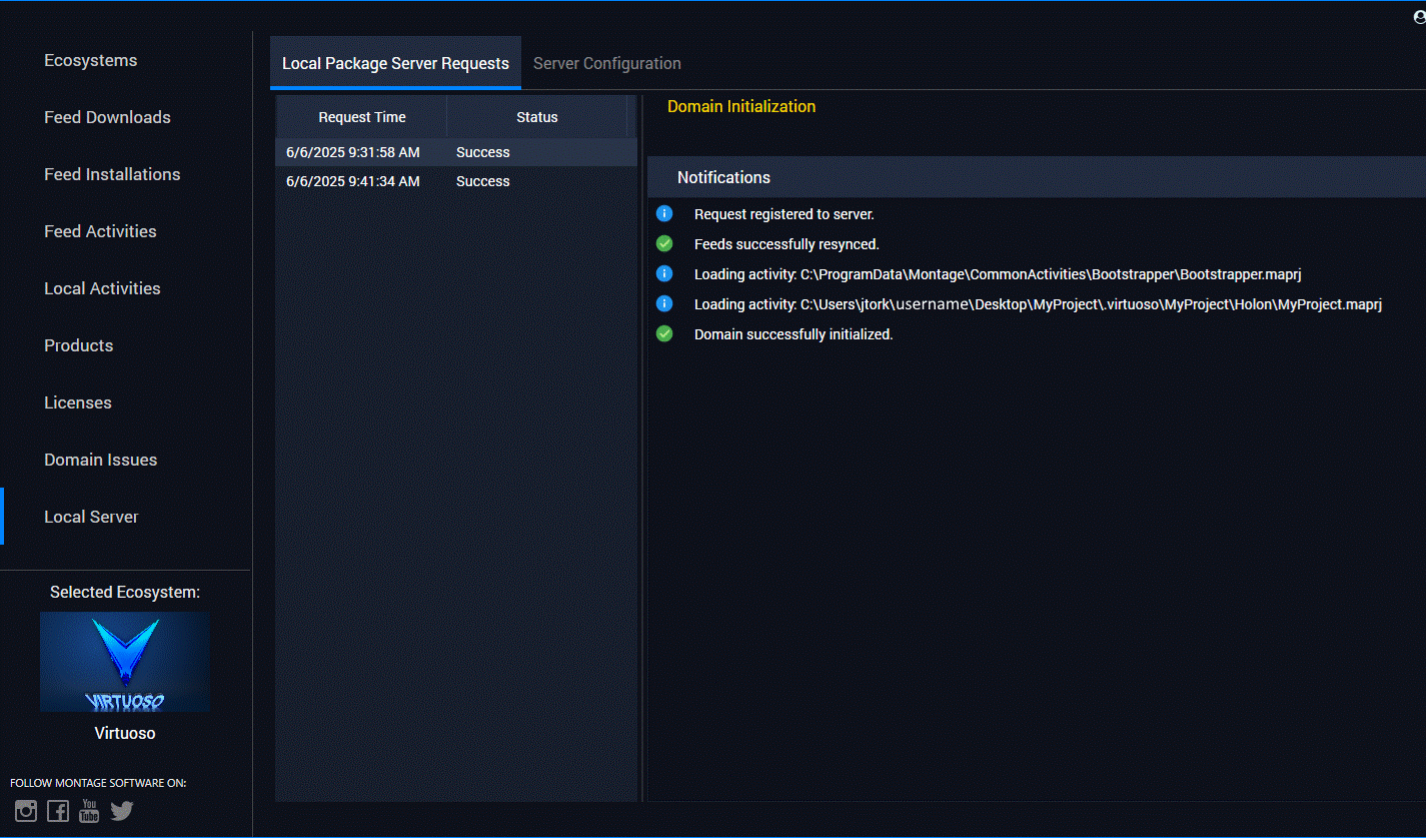 Ecosystems
Feed Downloads
Feed Installations
Feed Activities
Local Activities
Products
Licenses
Domain Issues
Local Server
Selected Ecosystem:
VIRTUOSO
Virtuoso
FOLLOW MONTAGE SOFTWARE ON:
You
Tube
Local Package Server Requests Server Configuration
Request Time Status
6/6/2025 9:31:58 AM Success
6/6/2025 9:41:34 AM Success
Domain Initialization
Notifications
Request registered to server.
Feeds successfully resynced.
Loading activity: C:\ProgramData\Montage\CommonActivities\Bootstrapper\Bootstrapper.maprj
Loading activity: C:\Users\jtork\username\Desktop\MyProject\.virtuoso\MyProject\Holon\MyProject.maprj
Domain successfully initialized.